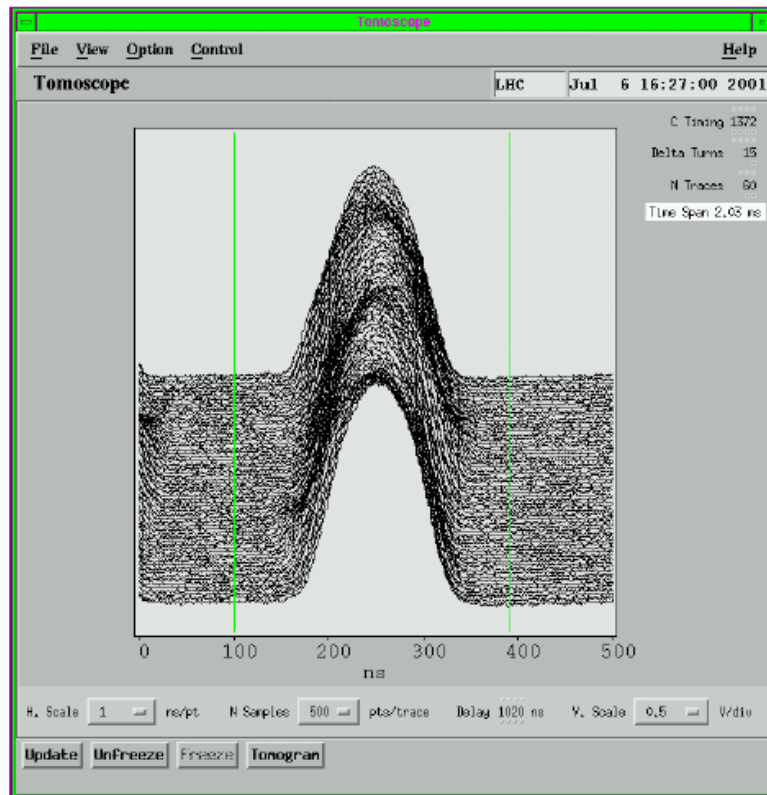 Tomoscope
File View Option Control Help
Tomoscope LHC Jul 6 16:27:00 2001
C Timing 1372
Delta Turns 15
N Traces 60
Time Span 2.03 ms
0 100 200 300 400 500
ns
H. Scale 1 ns/pt N Samples 500 pts/trace Delay 1020 ns V. Scale 0.5 V/div
Update UnFreeze Freeze Tomogram